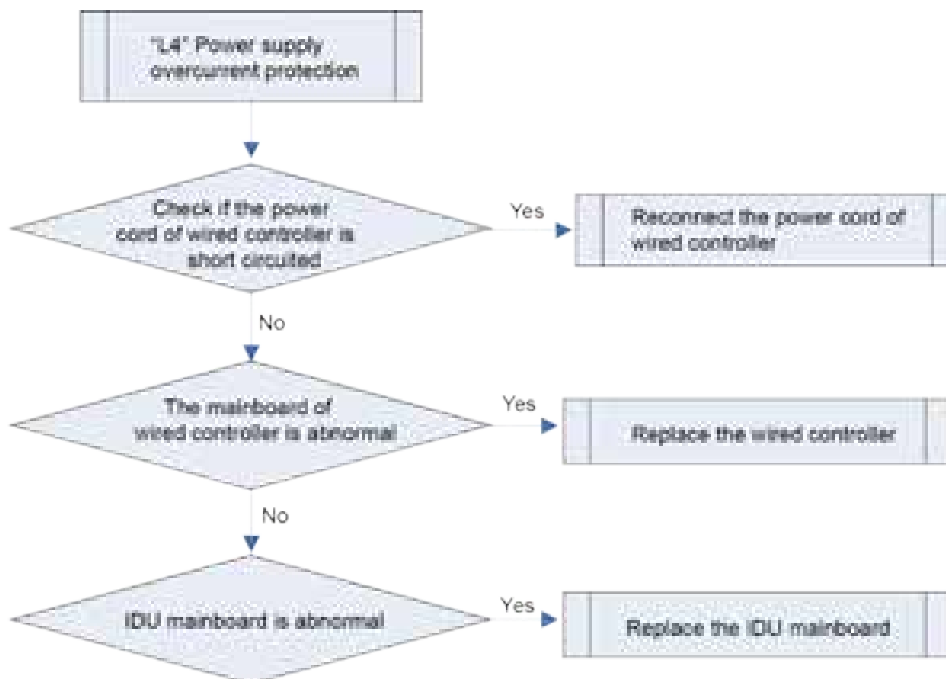 "L4" Power supply
overcurrent protection
Check if the power
cord of wired controller is
short circuited
Yes
Reconnect the power cord of
wired controller
No
The mainboard of
wired controller is abnormal
Yes
Replace the wired controller
No
IDU mainboard is abnormal
Yes
Replace the IDU mainboard